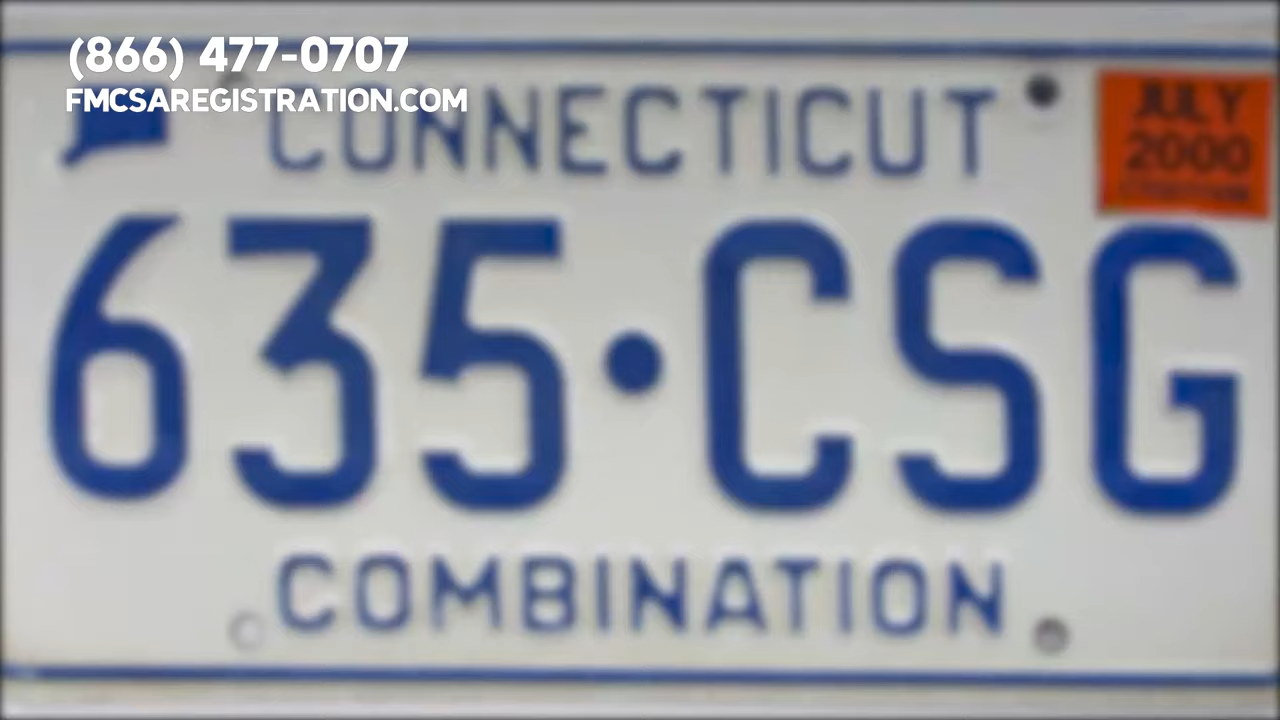 (866) 477-0707
FMCSAREGISTRATION.COM
CONNECTICUT
JULY
2000
635•CSG
COMBINATION